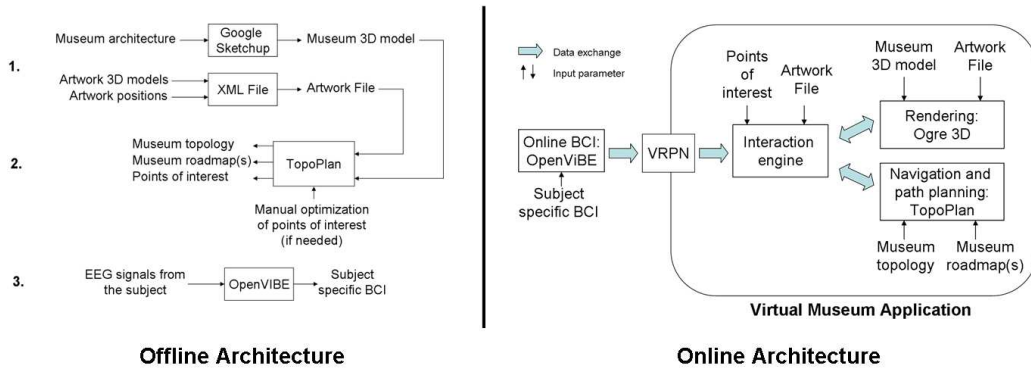 1.
Museum architecture
Google
Sketchup
Museum 3D model
Artwork 3D models
Artwork positions
XML File
Artwork File
2.
Museum topology
Museum roadmap(s)
Points of interest
TopoPlan
Manual optimization
of points of interest
(if needed)
3.
EEG signals from
the subject
OpenVIBE
Subject
specific BCI
Offline Architecture
Data exchange
Input parameter
Online BCI:
OpenViBE
Subject
specific BCI
VRPN
Points
of
interest
Artwork
File
Interaction
engine
Museum
3D model
Artwork
File
Rendering:
Ogre 3D
Navigation and
path planning:
TopoPlan
Museum
topology
Museum
roadmap(s)
Virtual Museum Application
Online Architecture